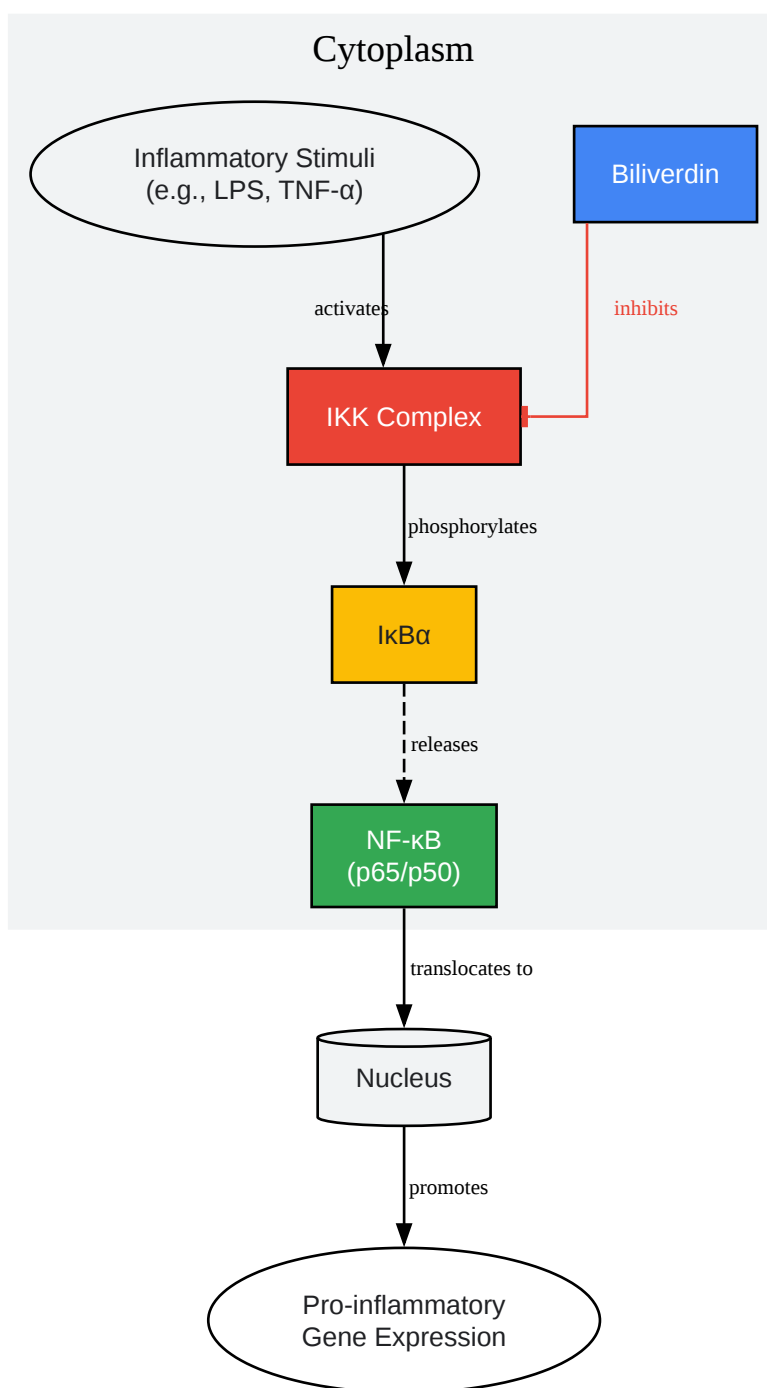 Cytoplasm
Inflammatory Stimuli
(e.g., LPS, TNF-α)
Biliverdin
activates
inhibits
IKK Complex
phosphorylates
IκBα
releases
NF-κB
(p65/p50)
translocates to
Nucleus
promotes
Pro-inflammatory
Gene Expression